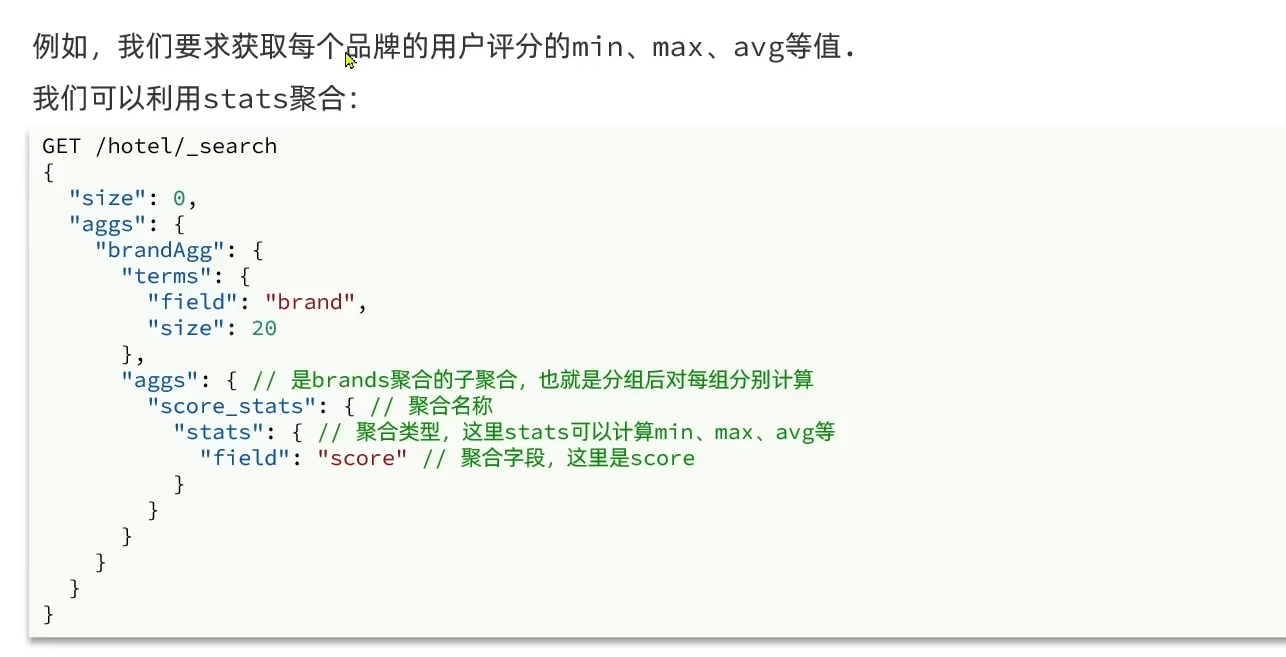 例如，我们要求获取每个品牌的用户评分的min、max、avg等值.
我们可以利用stats聚合：
GET /hotel/_search
{
  "size": 0,
  "aggs": {
    "brandAgg": {
      "terms": {
        "field": "brand",
        "size": 20
      },
      "aggs": { // 是brands聚合的子聚合，也就是分组后对每组分别计算
        "score_stats": { // 聚合名称
          "stats": { // 聚合类型，这里stats可以计算min、max、avg等
            "field": "score" // 聚合字段，这里是score
          }
        }
      }
    }
  }
}